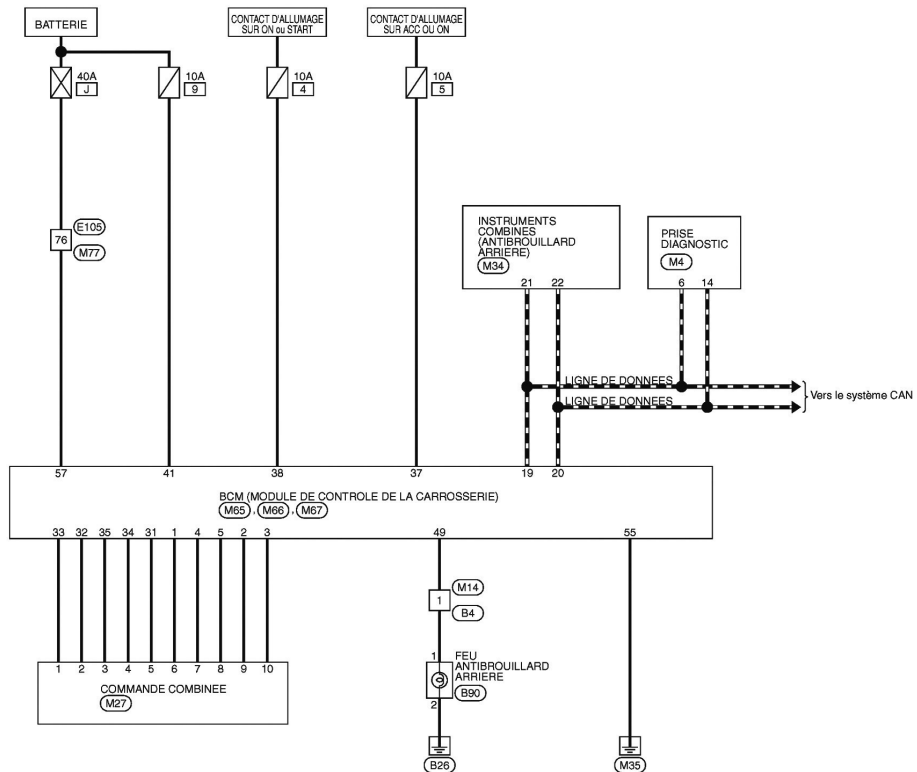 BATTERIE
CONTACT D'ALLUMAGE
SUR ON ou START
CONTACT D'ALLUMAGE
SUR ACC OU ON
40A
J
10A
9
10A
4
10A
5
76
E105
M77
INSTRUMENTS
COMBINES
(ANTIBROUILLARD
ARRIERE)
M34
21 22
PRISE
DIAGNOSTIC
M4
6 14
LIGNE DE DONNEES
LIGNE DE DONNEES
Vers le système CAN
57 41 38 37 19 20
BCM (MODULE DE CONTROLE DE LA CARROSSERIE)
M65 , M66 , M67
33 32 35 34 31 1 4 5 2 3 49 55
1
M14
B4
1 2 3 4 5 6 7 8 9 10
COMMANDE COMBINEE
M27
1
FEU
ANTIBROUILLARD
ARRIERE
B90
2
B26
M35